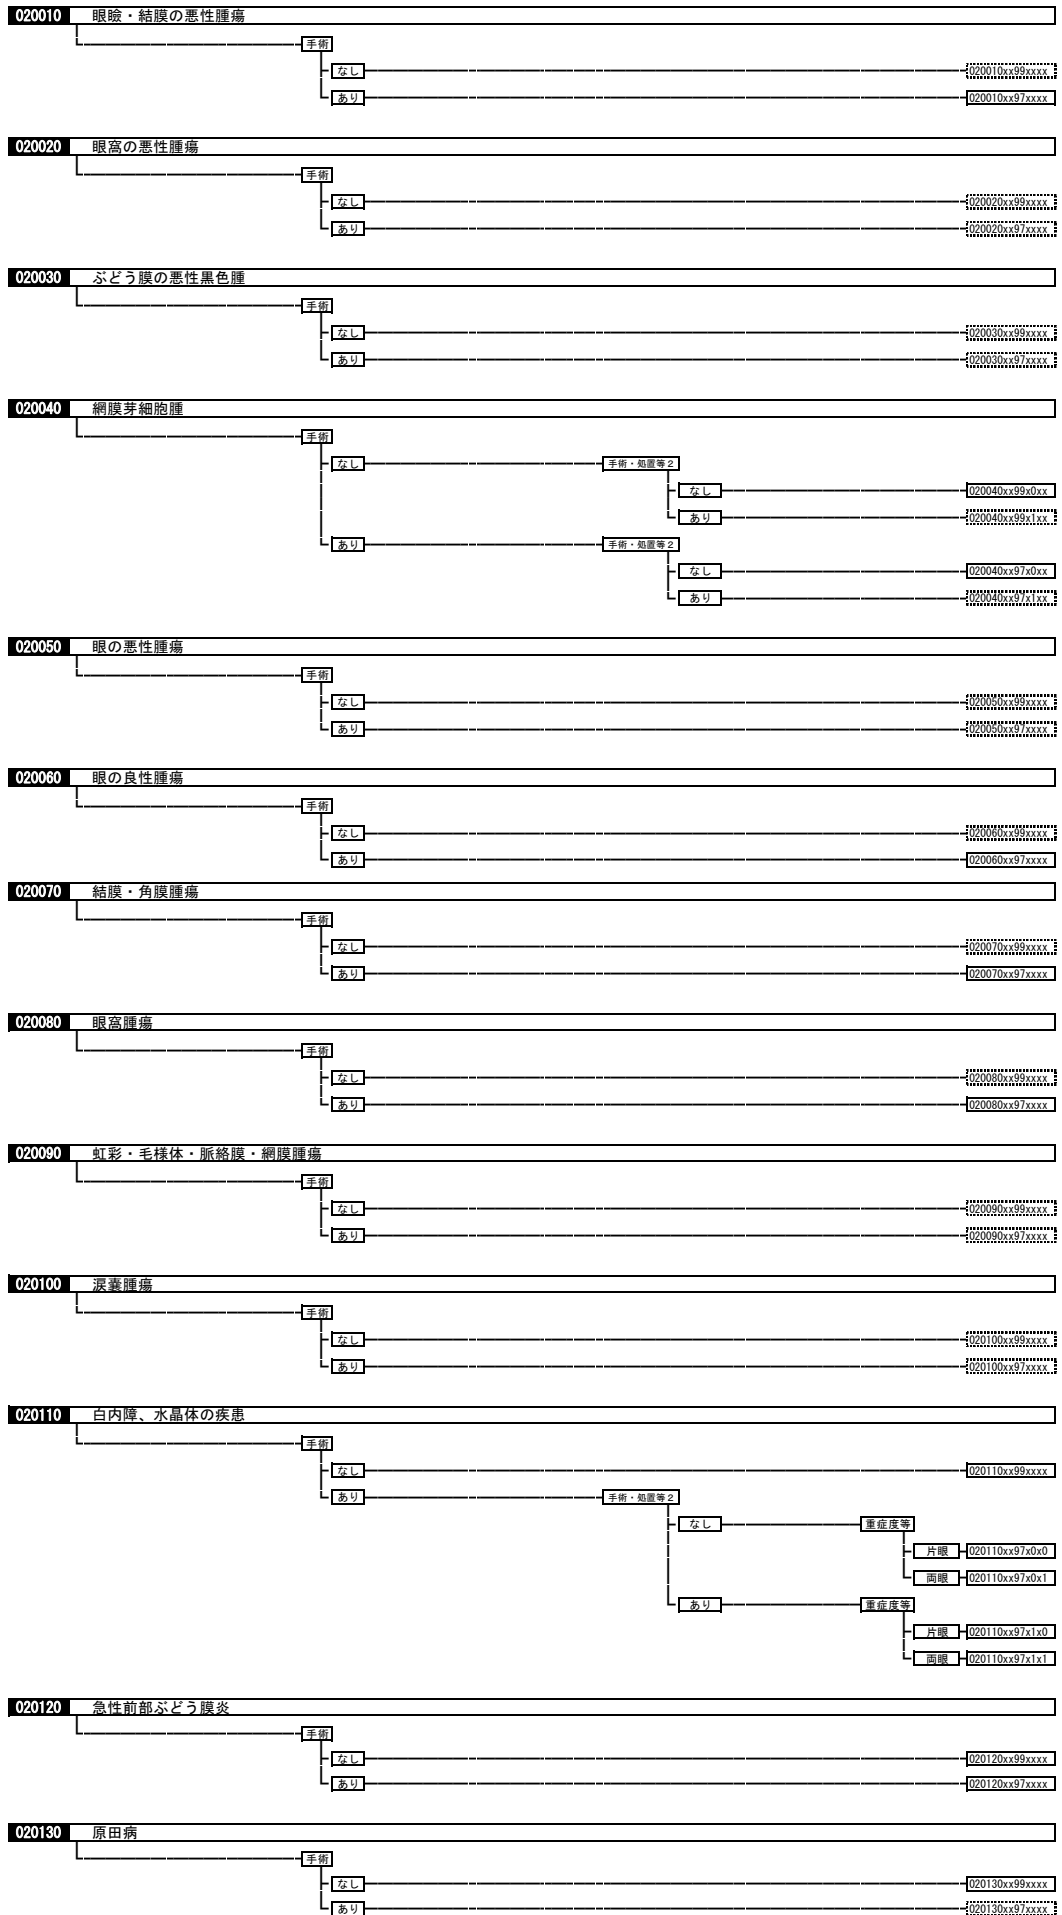 020010 眼瞼・結膜の悪性腫瘍
手術
なし 020010xx99xxxx
あり 020010xx97xxxx
020020 眼窩の悪性腫瘍
手術
なし 020020xx99xxxx
あり 020020xx97xxxx
020030 ぶどう膜の悪性黒色腫
手術
なし 020030xx99xxxx
あり 020030xx97xxxx
020040 網膜芽細胞腫
手術
なし 手術・処置等2
なし 020040xx99x0xx
あり 020040xx99x1xx
あり 手術・処置等2
なし 020040xx97x0xx
あり 020040xx97x1xx
020050 眼の悪性腫瘍
手術
なし 020050xx99xxxx
あり 020050xx97xxxx
020060 眼の良性腫瘍
手術
なし 020060xx99xxxx
あり 020060xx97xxxx
020070 結膜・角膜腫瘍
手術
なし 020070xx99xxxx
あり 020070xx97xxxx
020080 眼窩腫瘍
手術
なし 020080xx99xxxx
あり 020080xx97xxxx
020090 虹彩・毛様体・脈絡膜・網膜腫瘍
手術
なし 020090xx99xxxx
あり 020090xx97xxxx
020100 涙嚢腫瘍
手術
なし 020100xx99xxxx
あり 020100xx97xxxx
020110 白内障、水晶体の疾患
手術
なし 020110xx99xxxx
あり 手術・処置等2
なし 重症度等
片眼 020110xx97x0x0
両眼 020110xx97x0x1
あり 重症度等
片眼 020110xx97x1x0
両眼 020110xx97x1x1
020120 急性前部ぶどう膜炎
手術
なし 020120xx99xxxx
あり 020120xx97xxxx
020130 原田病
手術
なし 020130xx99xxxx
あり 020130xx97xxxx